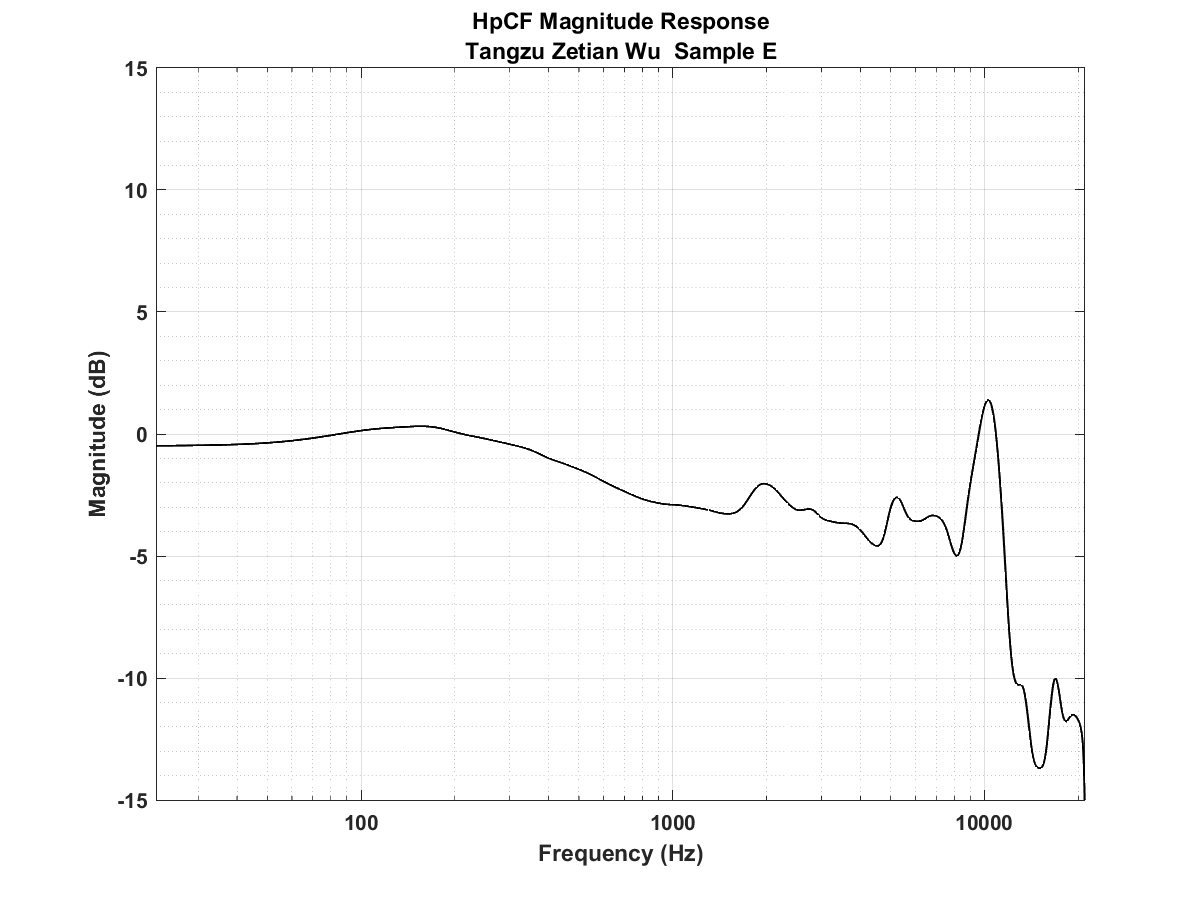 HpCF Magnitude Response
Tangzu Zetian Wu  Sample E
15
10
5
0
-5
-10
-15
Magnitude (dB)
100
1000
10000
Frequency (Hz)